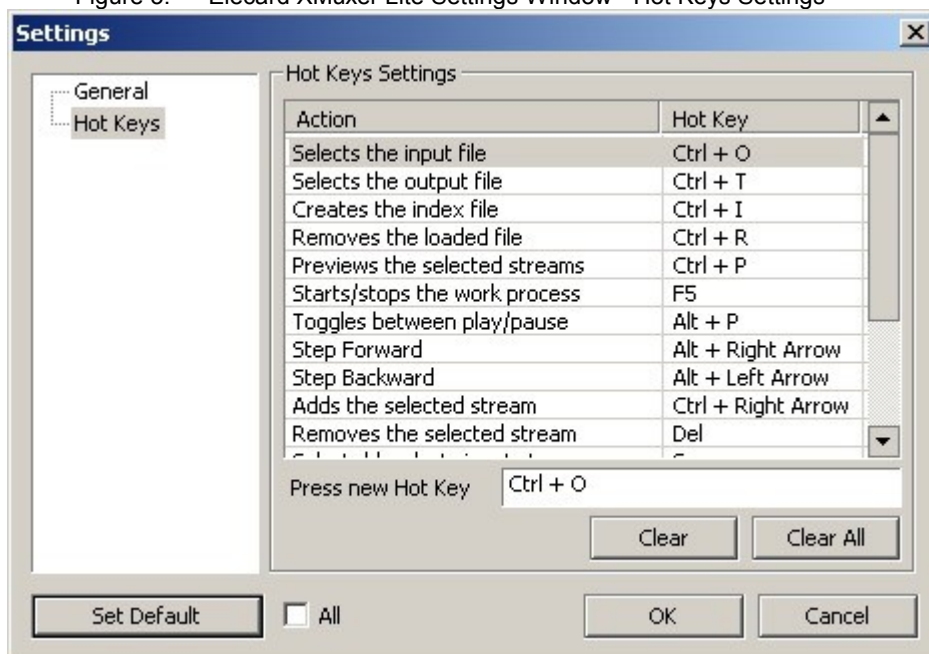 Settings
General
Hot Keys
Hot Keys Settings
Action Hot Key
Selects the input file Ctrl + O
Selects the output file Ctrl + T
Creates the index file Ctrl + I
Removes the loaded file Ctrl + R
Previews the selected streams Ctrl + P
Starts/stops the work process F5
Toggles between play/pause Alt + P
Step Forward Alt + Right Arrow
Step Backward Alt + Left Arrow
Adds the selected stream Ctrl + Right Arrow
Removes the selected stream Del
Press new Hot Key Ctrl + O
Clear Clear All
Set Default All OK Cancel